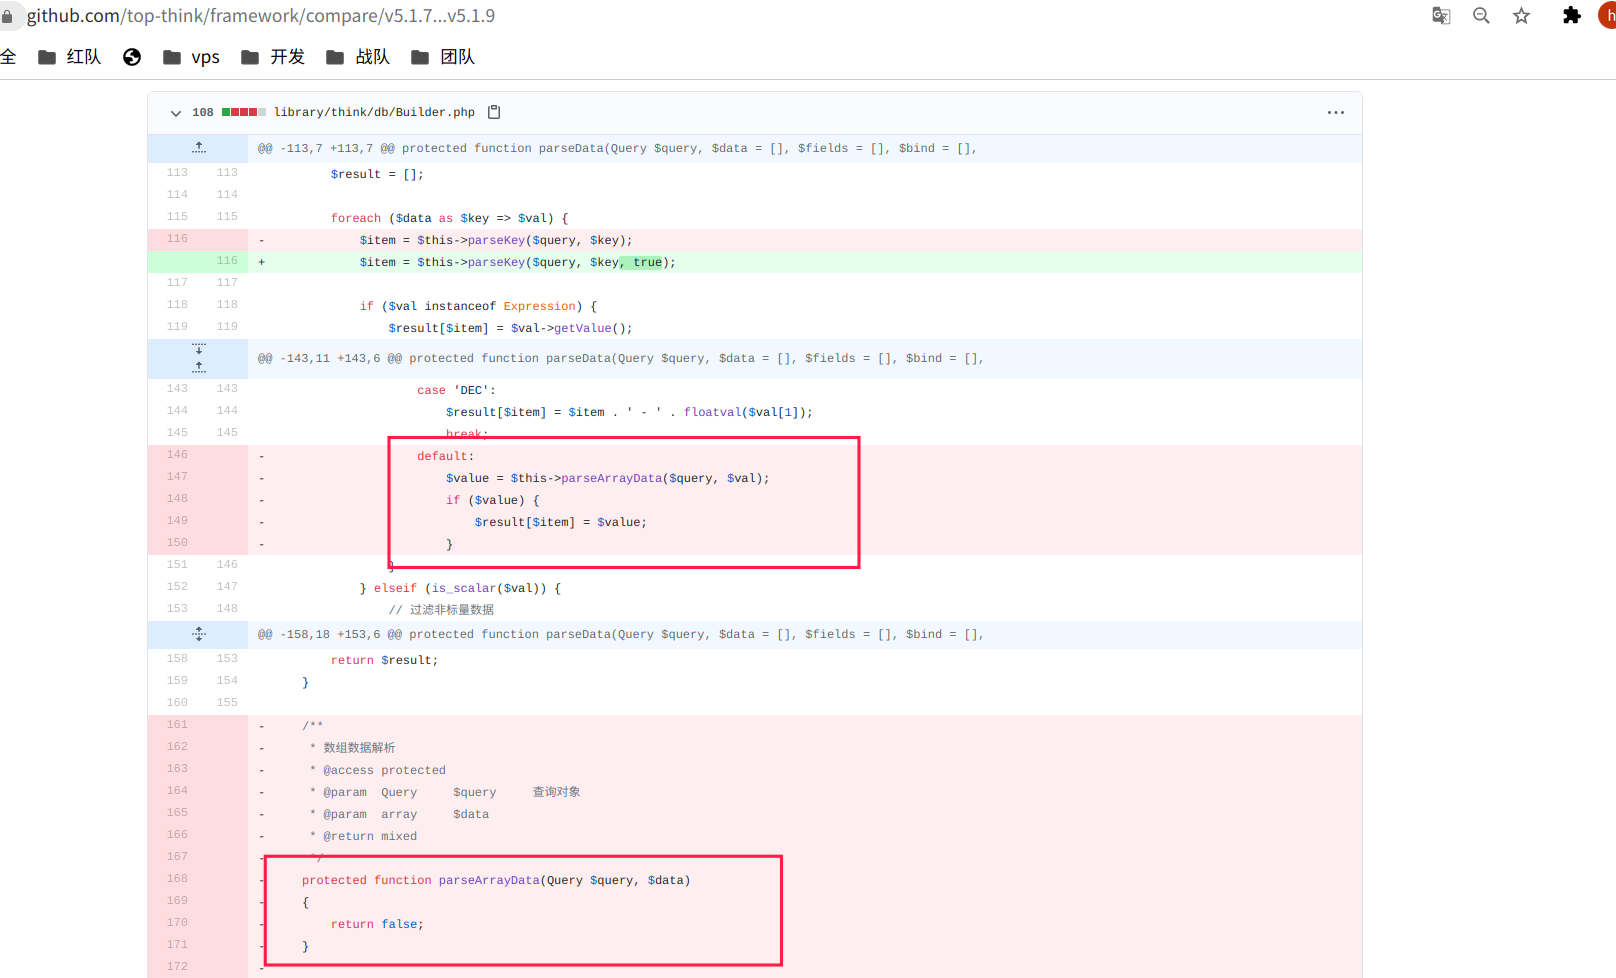 github.com/top-think/framework/compare/v5.1.7...v5.1.9
全 红队 vps 开发 战队 团队
108 library/think/db/Builder.php
@@ -113,7 +113,7 @@ protected function parseData(Query $query, $data = [], $fields = [], $bind = [],
113 113 $result = [];
114 114
115 115 foreach ($data as $key => $val) {
116 - $item = $this->parseKey($query, $key);
116 + $item = $this->parseKey($query, $key, true);
117 117
118 118 if ($val instanceof Expression) {
119 119 $result[$item] = $val->getValue();
@@ -143,11 +143,6 @@ protected function parseData(Query $query, $data = [], $fields = [], $bind = [],
143 143 case 'DEC':
144 144 $result[$item] = $item . ' - ' . floatval($val[1]);
145 145 break;
146 - default:
147 - $value = $this->parseArrayData($query, $val);
148 - if ($value) {
149 - $result[$item] = $value;
150 - }
151 146 }
152 147 } elseif (is_scalar($val)) {
153 148 // 过滤非标量数据
@@ -158,18 +153,6 @@ protected function parseData(Query $query, $data = [], $fields = [], $bind = [],
158 153 return $result;
159 154 }
160 155
161 - /**
162 - * 数组数据解析
163 - * @access protected
164 - * @param Query $query 查询对象
165 - * @param array $data
166 - * @return mixed
167 - */
168 - protected function parseArrayData(Query $query, $data)
169 - {
170 - return false;
171 - }
172 -